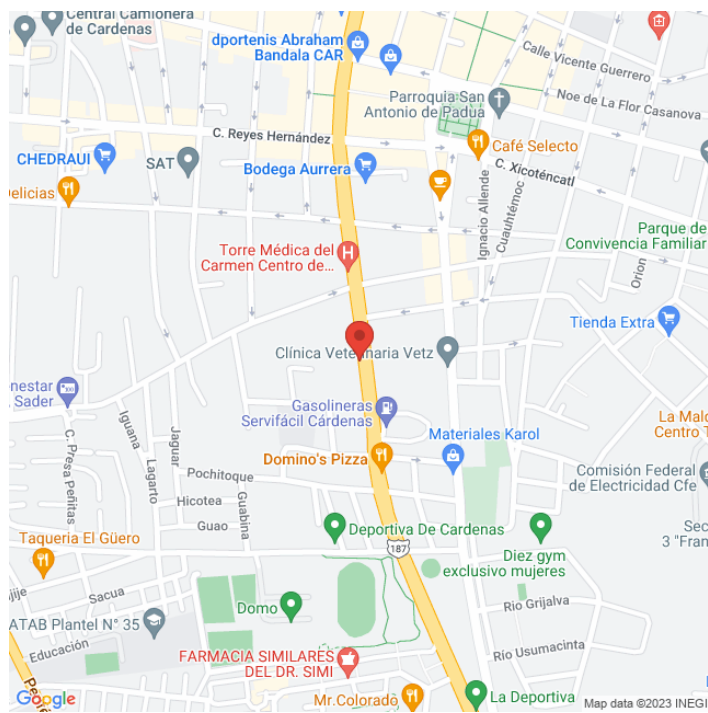 Central Camionera
de Cardenas
dportenis Abraham
Bandala CAR
Calle Vicente Guerrero
Noe de La Flor Casanova
Parroquia San
Antonio de Padua
C. Reyes Hernández
Café Selecto
C. Xicoténcatl
CHEDRAUI
SAT
Bodega Aurrera
Delicias
Ignacio Allende
Cuauhtémoc
Parque de
Convivencia Familiar
Orion
Torre Médica del
Carmen Centro de...
H
Tienda Extra
Clínica Veterinaria Vetz
Sader
C. Presa Peñitas
Iguana
Lagarto
Jaguar
Gasolineras
Servifácil Cárdenas
Materiales Karol
Domino's Pizza
Centro T
Comisión Federal
de Electricidad Cfe
Pochitoque
Hicotea
Guao
Guabina
Deportiva De Cardenas
187
Taqueria El Güero
Diez gym
exclusivo mujeres
Sec
3 "Fran
Sacua
Domo
Rio Grijalva
ATAB Plantel N° 35
Educación
Río Usumacinta
FARMACIA SIMILARES
DEL DR. SIMI
Mr.Colorado
La Deportiva
Google
Map data ©2023 INEGI